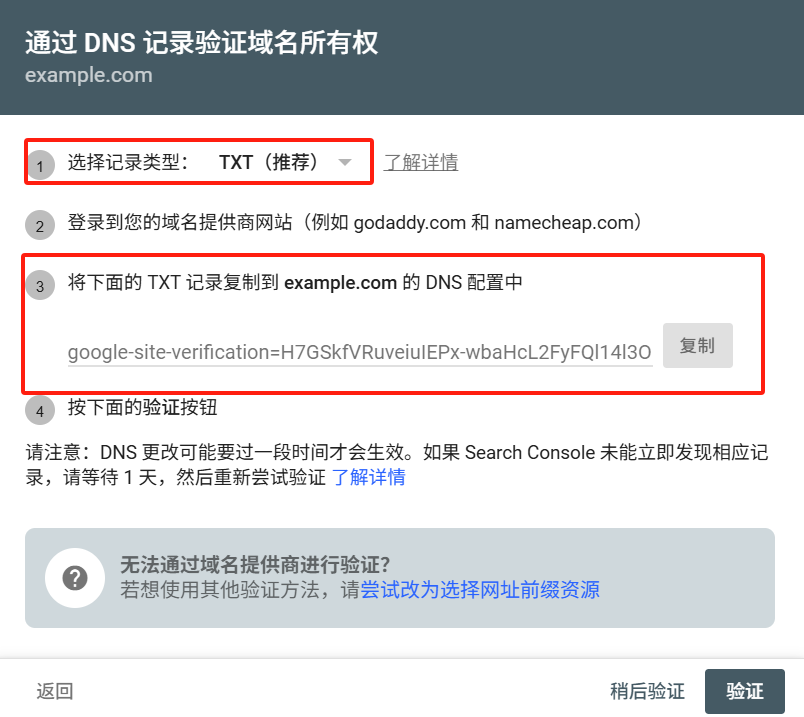 通过 DNS 记录验证域名所有权
example.com
1 选择记录类型： TXT（推荐） 了解详情
2 登录到您的域名提供商网站（例如 godaddy.com 和 namecheap.com）
3 将下面的 TXT 记录复制到 example.com 的 DNS 配置中
google-site-verification=H7GSkfVRuveiuIEPx-wbaHcL2FyFQl14l3O 复制
4 按下面的验证按钮
请注意：DNS 更改可能要过一段时间才会生效。如果 Search Console 未能立即发现相应记
录，请等待 1 天，然后重新尝试验证 了解详情
无法通过域名提供商进行验证？
若想使用其他验证方法，请尝试改为选择网址前缀资源
返回 稍后验证 验证